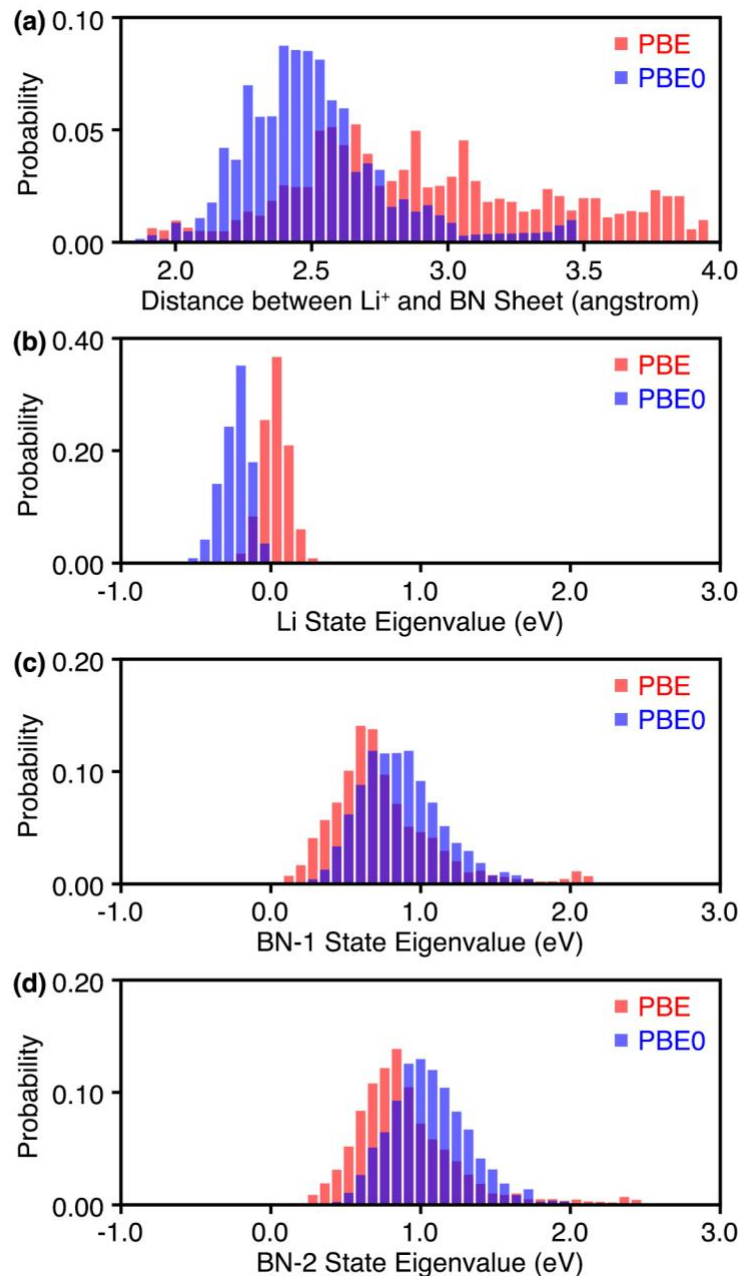 (a)
0.10
PBE
PBE0
Probability
0.05
0.00
2.0 2.5 3.0 3.5 4.0
Distance between Li⁺ and BN Sheet (angstrom)
(b)
0.40
PBE
PBE0
Probability
0.20
0.00
-1.0 0.0 1.0 2.0 3.0
Li State Eigenvalue (eV)
(c)
0.20
PBE
PBE0
Probability
0.10
0.00
-1.0 0.0 1.0 2.0 3.0
BN-1 State Eigenvalue (eV)
(d)
0.20
PBE
PBE0
Probability
0.10
0.00
-1.0 0.0 1.0 2.0 3.0
BN-2 State Eigenvalue (eV)